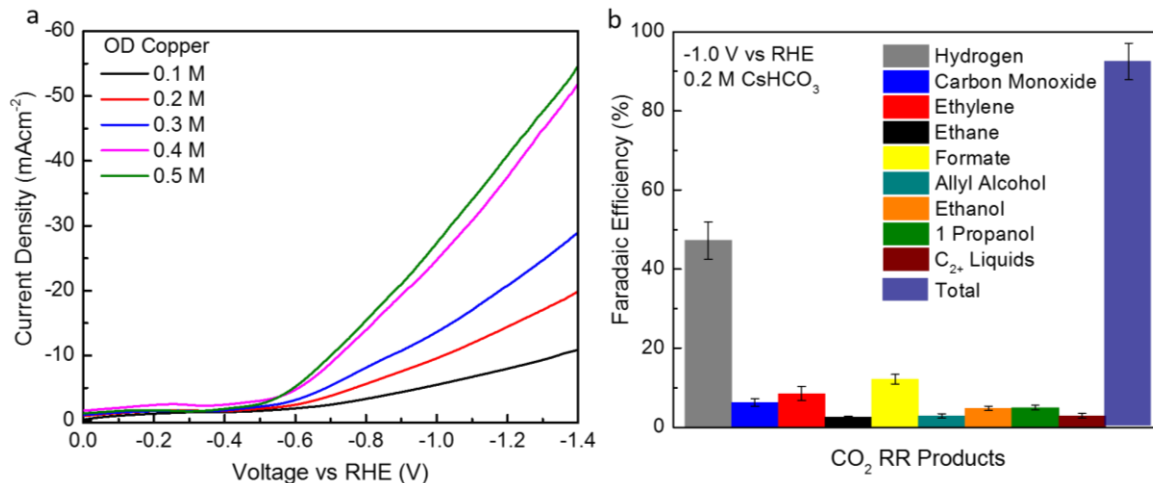 a
-60
-50
-40
-30
-20
-10
0
Current Density (mAcm⁻²)
OD Copper
0.1 M
0.2 M
0.3 M
0.4 M
0.5 M
0.0
-0.2
-0.4
-0.6
-0.8
-1.0
-1.2
-1.4
Voltage vs RHE (V)
b
100
80
60
40
20
0
Faradaic Efficiency (%)
-1.0 V vs RHE
0.2 M CsHCO₃
Hydrogen
Carbon Monoxide
Ethylene
Ethane
Formate
Allyl Alcohol
Ethanol
1 Propanol
C₂₊ Liquids
Total
CO₂ RR Products